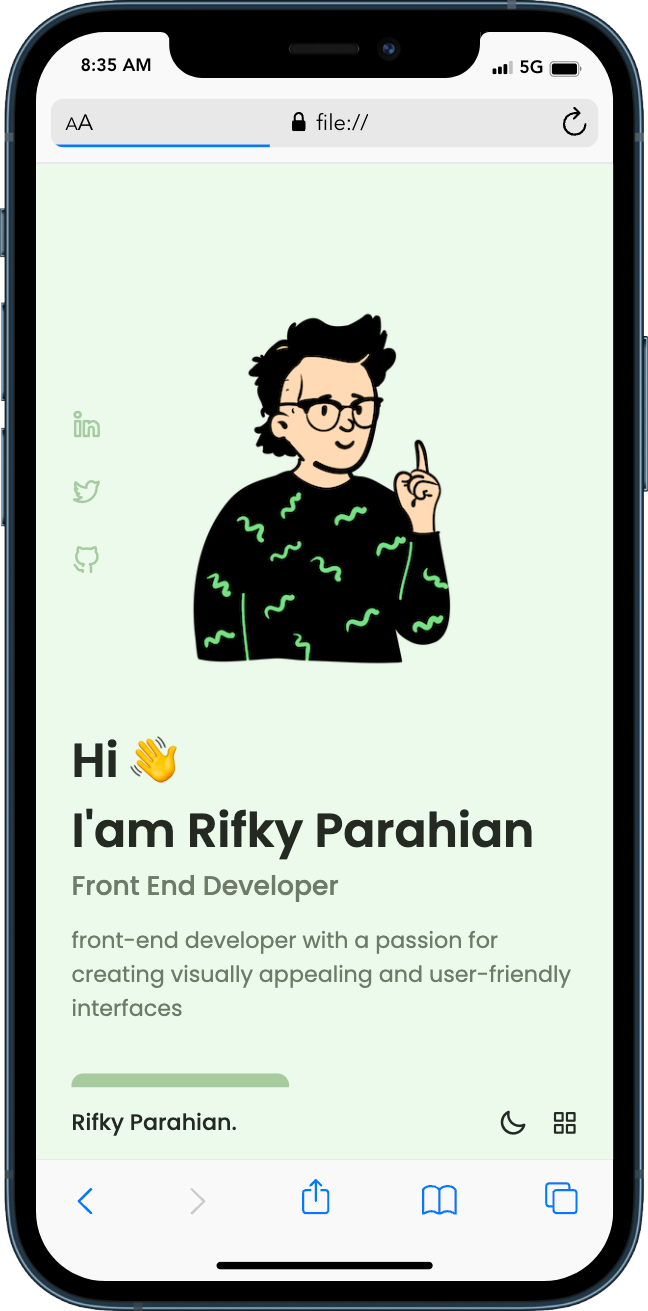 8:35 AM
5G
AA
file://
Hi 👋
I'am Rifky Parahian
Front End Developer
front-end developer with a passion for
creating visually appealing and user-friendly
interfaces
Rifky Parahian.